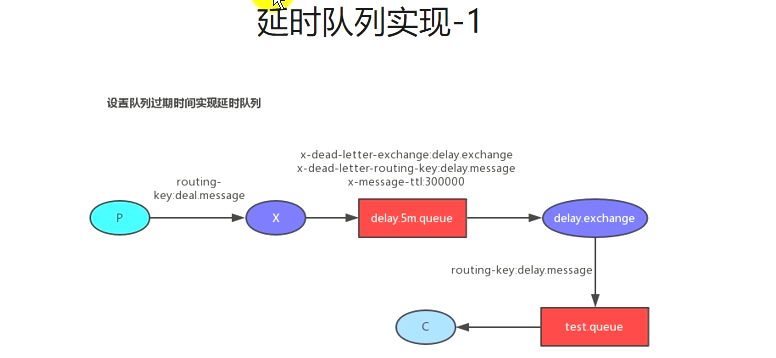 延时队列实现-1
设置队列过期时间实现延时队列
x-dead-letter-exchange:delay.exchange
x-dead-letter-routing-key:delay.message
x-message-ttl:300000
routing-
key:deal.message
P
X
delay.5m.queue
delay.exchange
routing-key:delay.message
C
test.queue